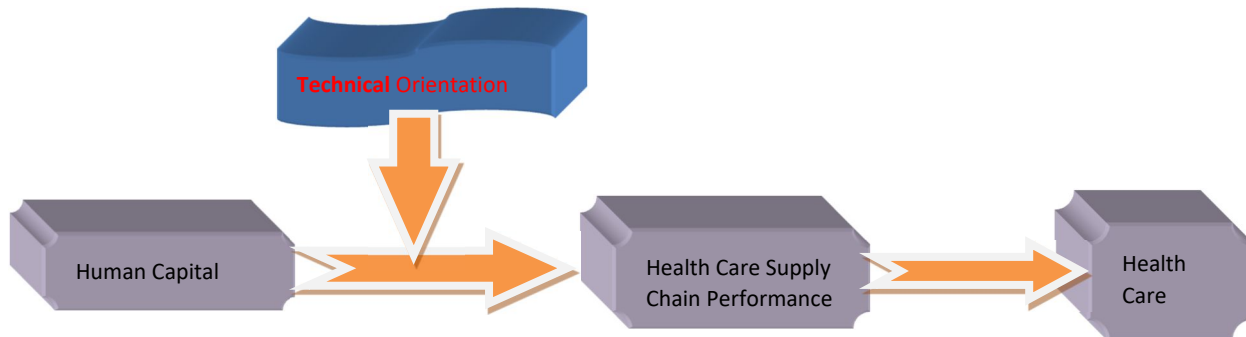 Technical Orientation
Human Capital
Health Care Supply
Chain Performance
Health
Care